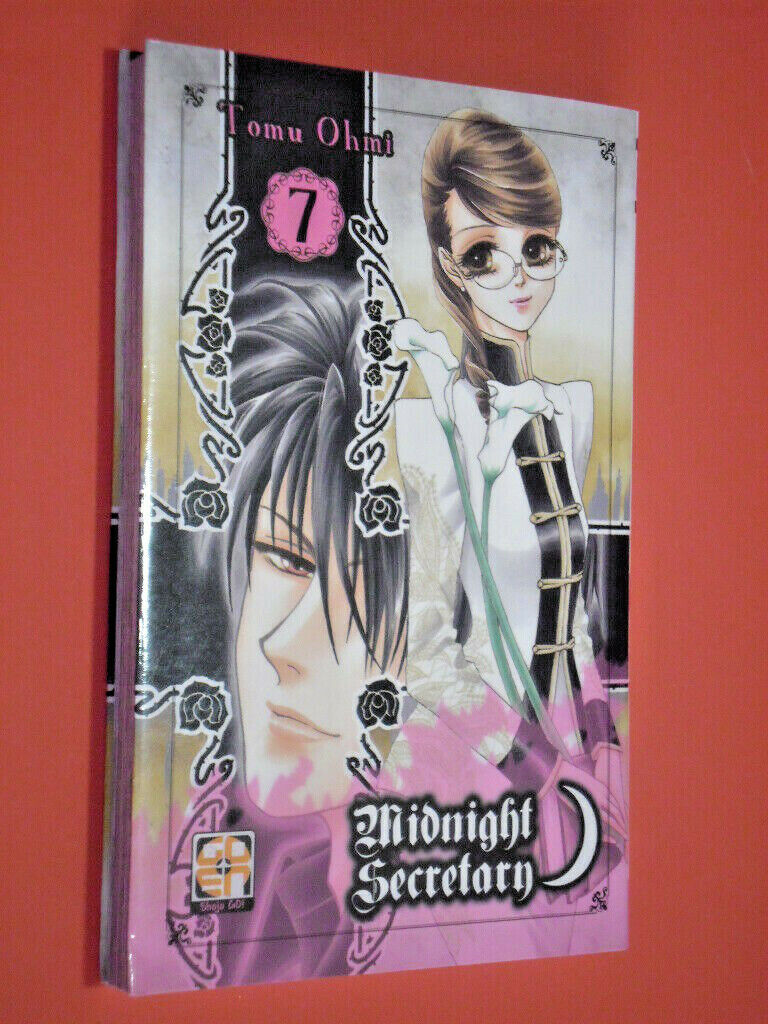 Tomu Ohmi
7
Midnight
Secretary
GOEN